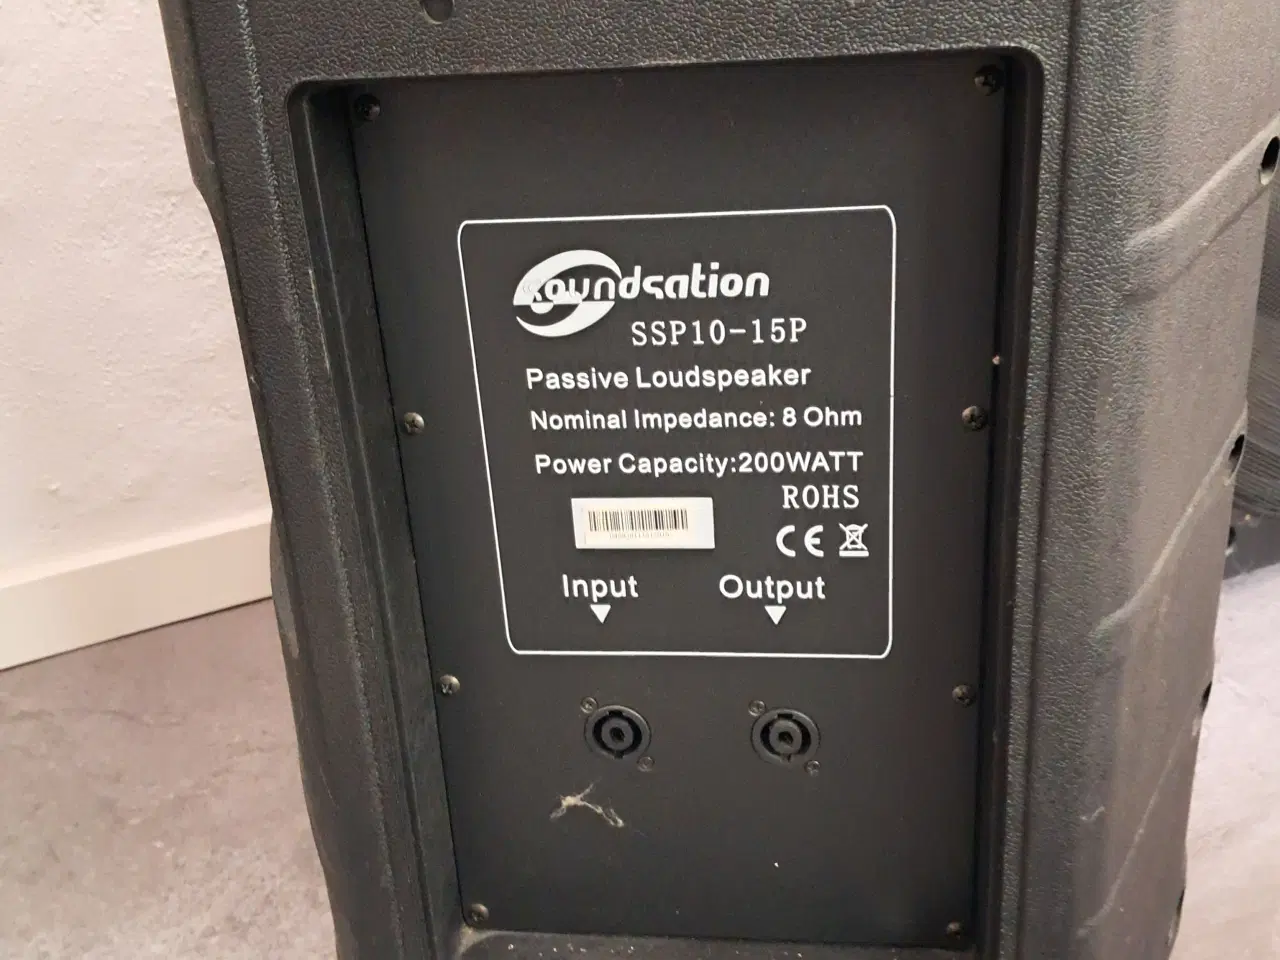 soundsation
SSP10-15P
Passive Loudspeaker
Nominal Impedance: 8 Ohm
Power Capacity:200WATT
ROHS
CE
Input
Output